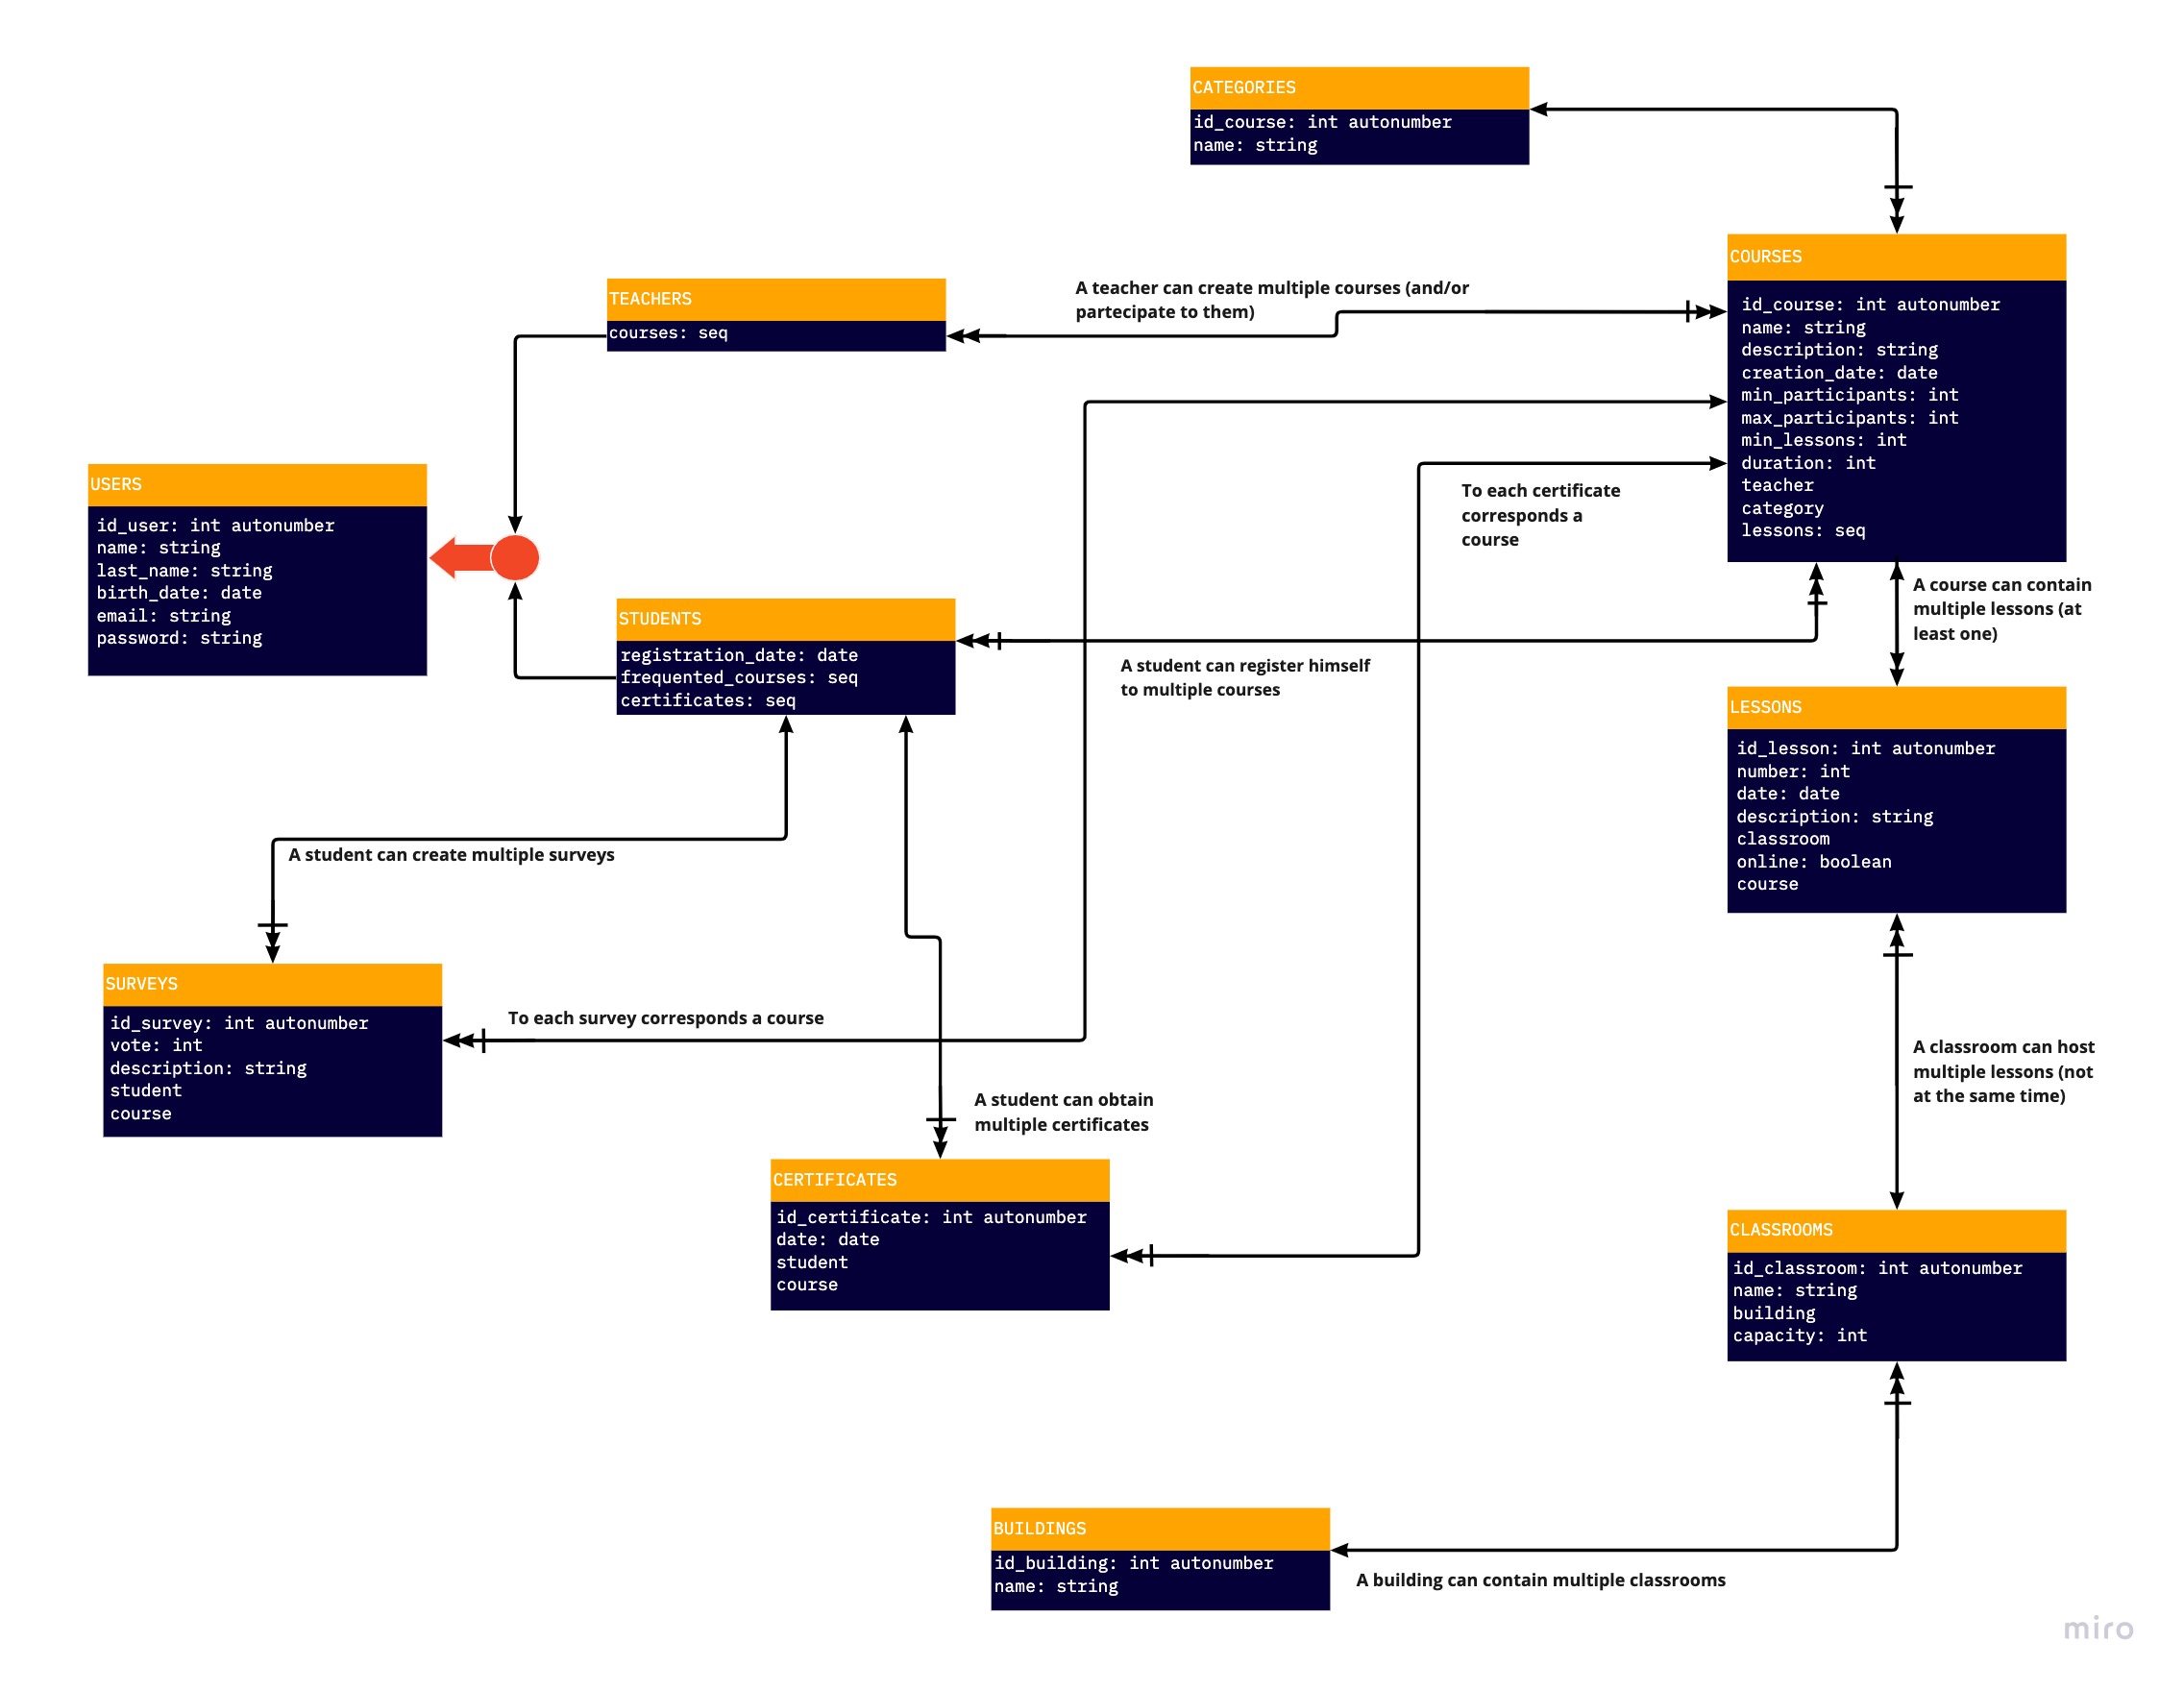 CATEGORIES
id_course: int autonumber
name: string
COURSES
id_course: int autonumber
name: string
description: string
creation_date: date
min_participants: int
max_participants: int
min_lessons: int
duration: int
teacher
category
lessons: seq
A teacher can create multiple courses (and/or
partecipate to them)
TEACHERS
courses: seq
USERS
id_user: int autonumber
name: string
last_name: string
birth_date: date
email: string
password: string
To each certificate
corresponds a
course
STUDENTS
registration_date: date
frequented_courses: seq
certificates: seq
A student can register himself
to multiple courses
A course can contain
multiple lessons (at
least one)
LESSONS
id_lesson: int autonumber
number: int
date: date
description: string
classroom
online: boolean
course
A student can create multiple surveys
SURVEYS
id_survey: int autonumber
vote: int
description: string
student
course
To each survey corresponds a course
A student can obtain
multiple certificates
CERTIFICATES
id_certificate: int autonumber
date: date
student
course
A classroom can host
multiple lessons (not
at the same time)
CLASSROOMS
id_classroom: int autonumber
name: string
building
capacity: int
BUILDINGS
id_building: int autonumber
name: string
A building can contain multiple classrooms
miro